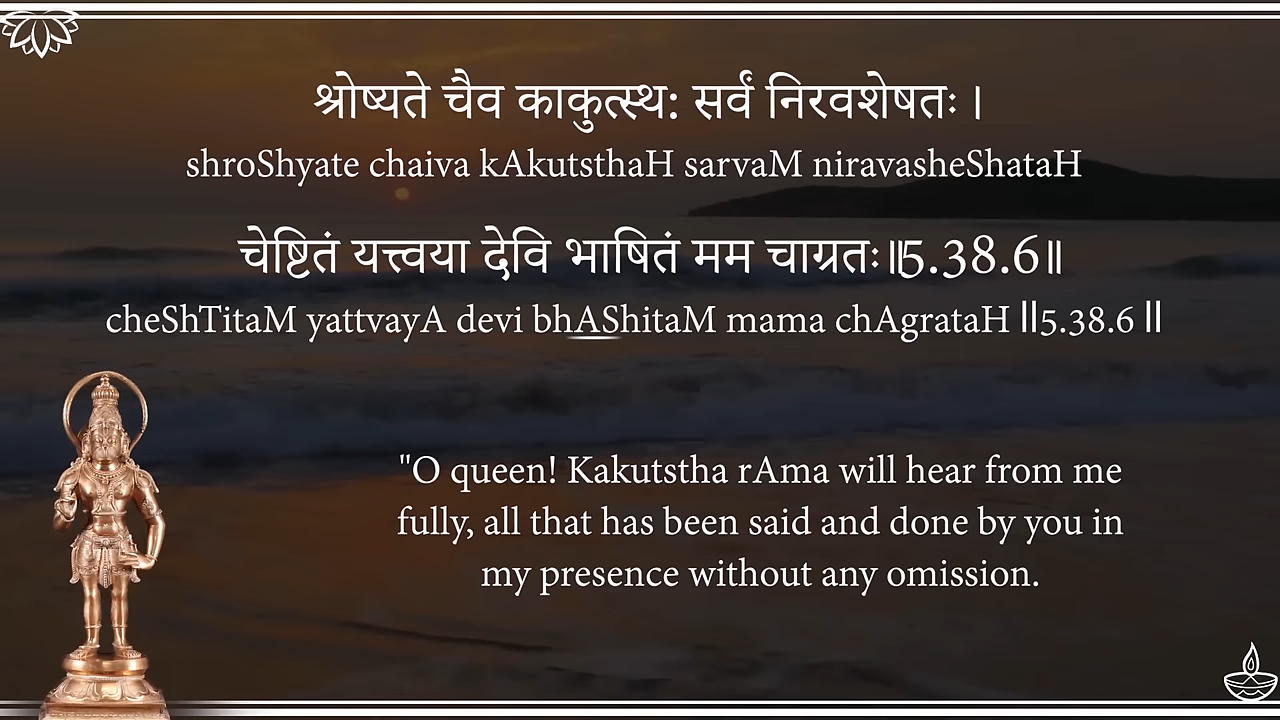 श्रोष्यते चैव काकुत्स्थ: सर्वं निरवशेषतः ।
shroShyate chaiva kAkutsthaH sarvaM niravasheShataH
चेष्टितं यत्त्वया देवि भाषितं मम चाग्रतः॥5.38.6॥
cheShTitaM yattvayA devi bhAShitaM mama chAgrataH ॥5.38.6 ॥
"O queen! Kakutstha rAma will hear from me
fully, all that has been said and done by you in
my presence without any omission.